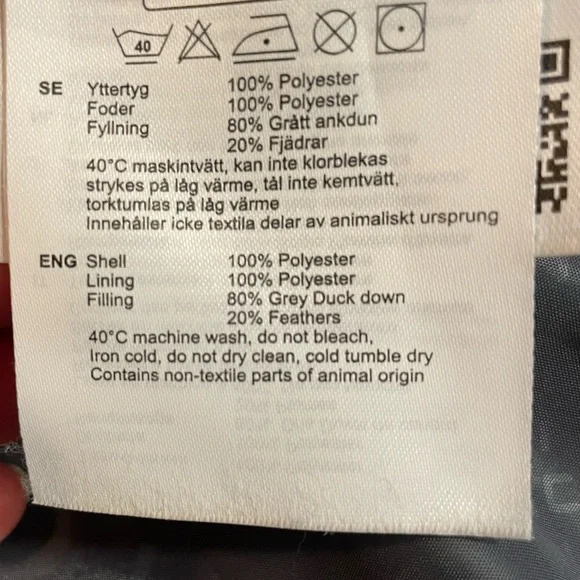 40
SE Yttertyg 100% Polyester
Foder 100% Polyester
Fyllning 80% Grått ankdun
20% Fjädrar
40°C maskintvätt, kan inte klorblekas
strykes på låg värme, tål inte kemtvätt,
torktumlas på låg värme
Innehåller icke textila delar av animaliskt ursprung
ENG Shell 100% Polyester
Lining 100% Polyester
Filling 80% Grey Duck down
20% Feathers
40°C machine wash, do not bleach,
Iron cold, do not dry clean, cold tumble dry
Contains non-textile parts of animal origin